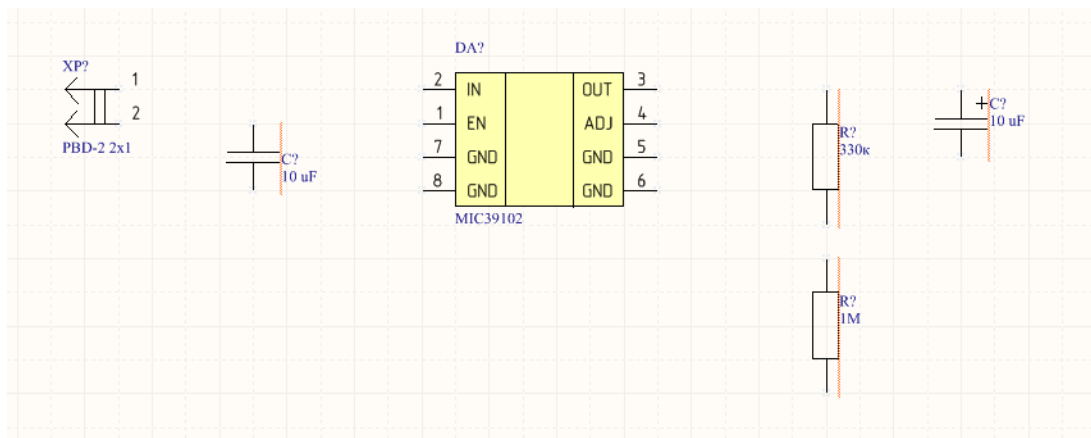 XP?
1
2
PBD-2 2x1
C?
10 uF
DA?
2 IN OUT 3
1 EN ADJ 4
7 GND GND 5
8 GND GND 6
MIC39102
R?
330к
R?
1M
+ C?
10 uF